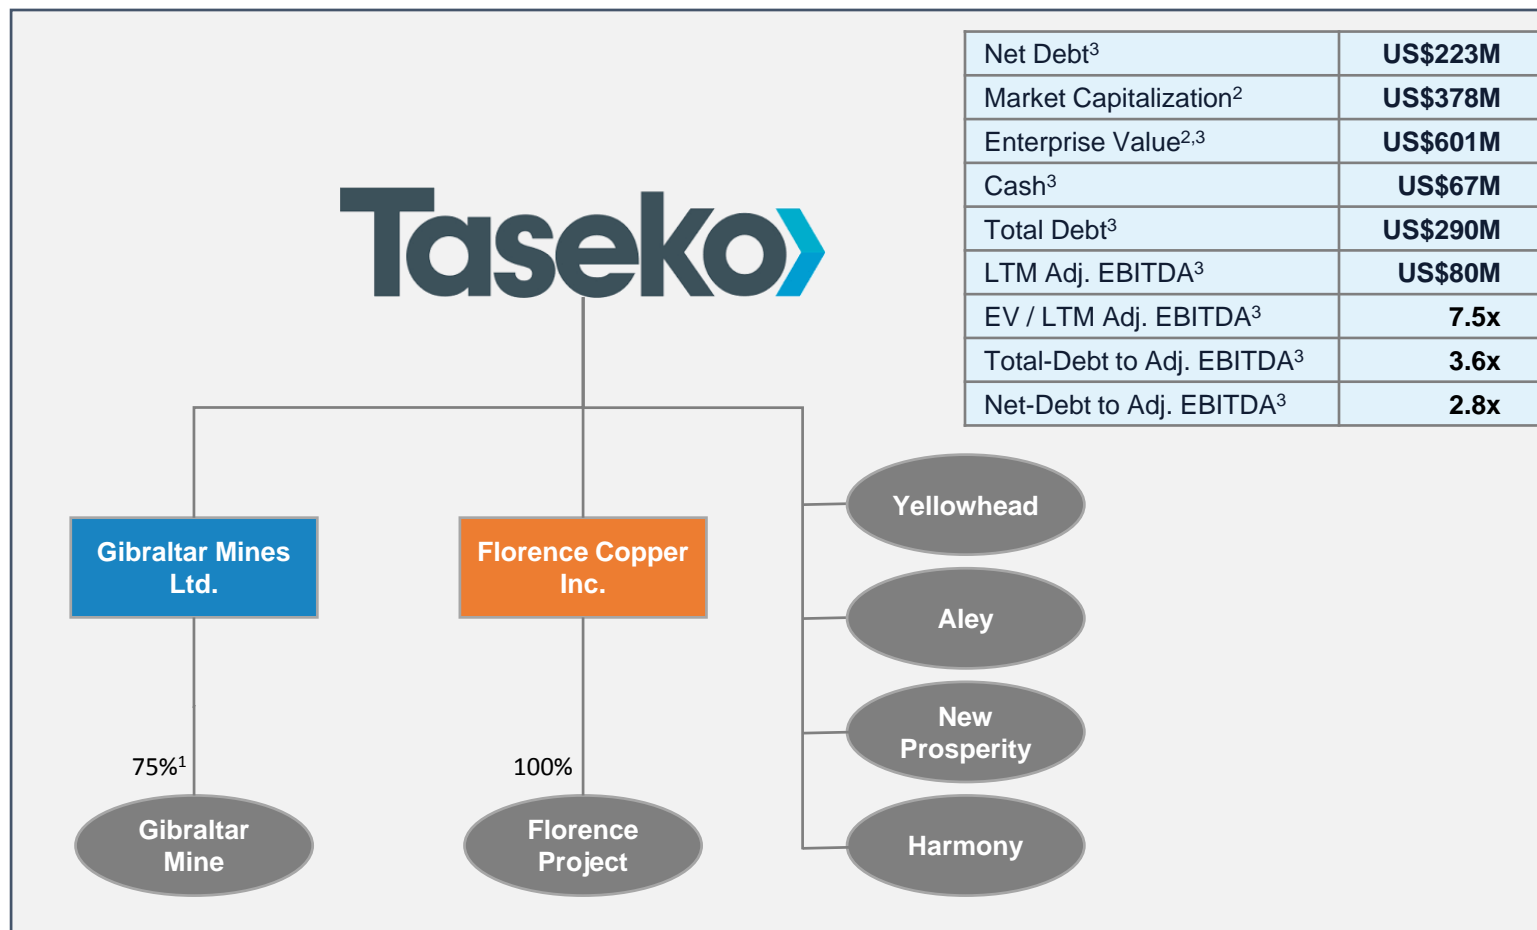 Net Debt³ US$223M
Market Capitalization² US$378M
Enterprise Value²,³ US$601M
Cash³ US$67M
Total Debt³ US$290M
LTM Adj. EBITDA³ US$80M
EV / LTM Adj. EBITDA³ 7.5x
Total-Debt to Adj. EBITDA³ 3.6x
Net-Debt to Adj. EBITDA³ 2.8x
Taseko
Gibraltar Mines
Ltd.
Florence Copper
Inc.
Yellowhead
Aley
New
Prosperity
Harmony
75%¹
100%
Gibraltar
Mine
Florence
Project